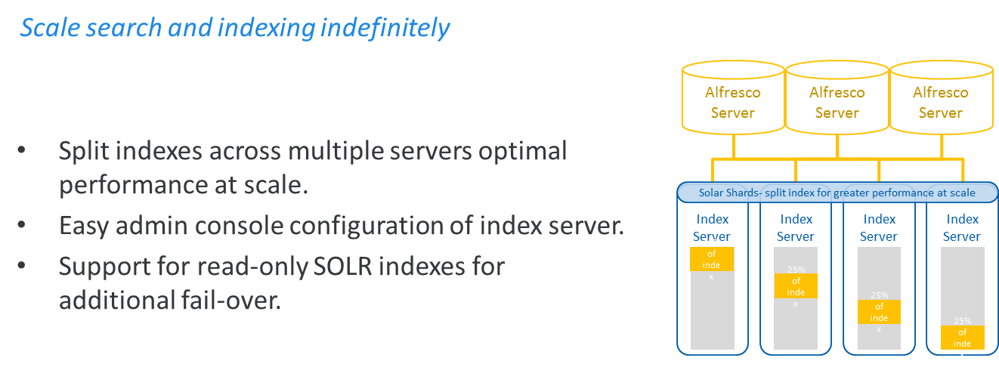 Scale search and indexing indefinitely
• Split indexes across multiple servers optimal
performance at scale.
• Easy admin console configuration of index server.
• Support for read-only SOLR indexes for
additional fail-over.
Alfresco
Server
Alfresco
Server
Alfresco
Server
Solar Shards- split index for greater performance at scale
Index
Server
of
inde
x
Index
Server
25%
of
inde
x
Index
Server
25%
of
inde
x
Index
Server
25%
of
inde